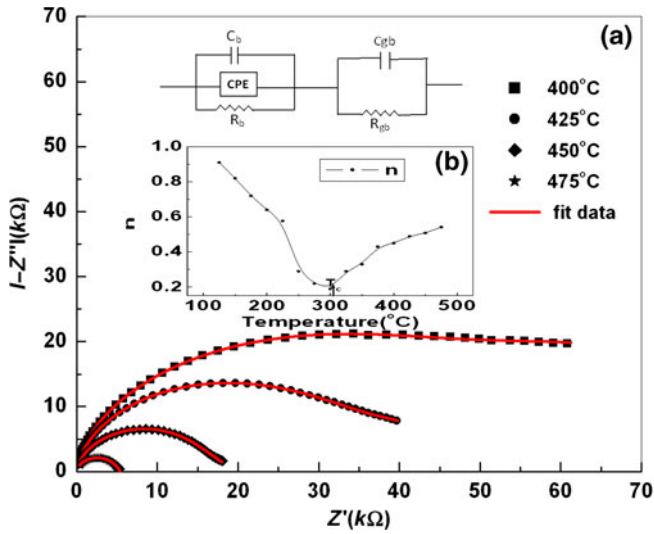 (a)
C_b
CPE
R_b
C_gb
R_gb
400°C
425°C
450°C
475°C
fit data
(b)
n
1.0
0.8
0.6
0.4
0.2
n
T_c
100 200 300 400 500
Temperature(°C)
I-Z''I(kΩ)
70
60
50
40
30
20
10
0
0 10 20 30 40 50 60 70
Z'(kΩ)